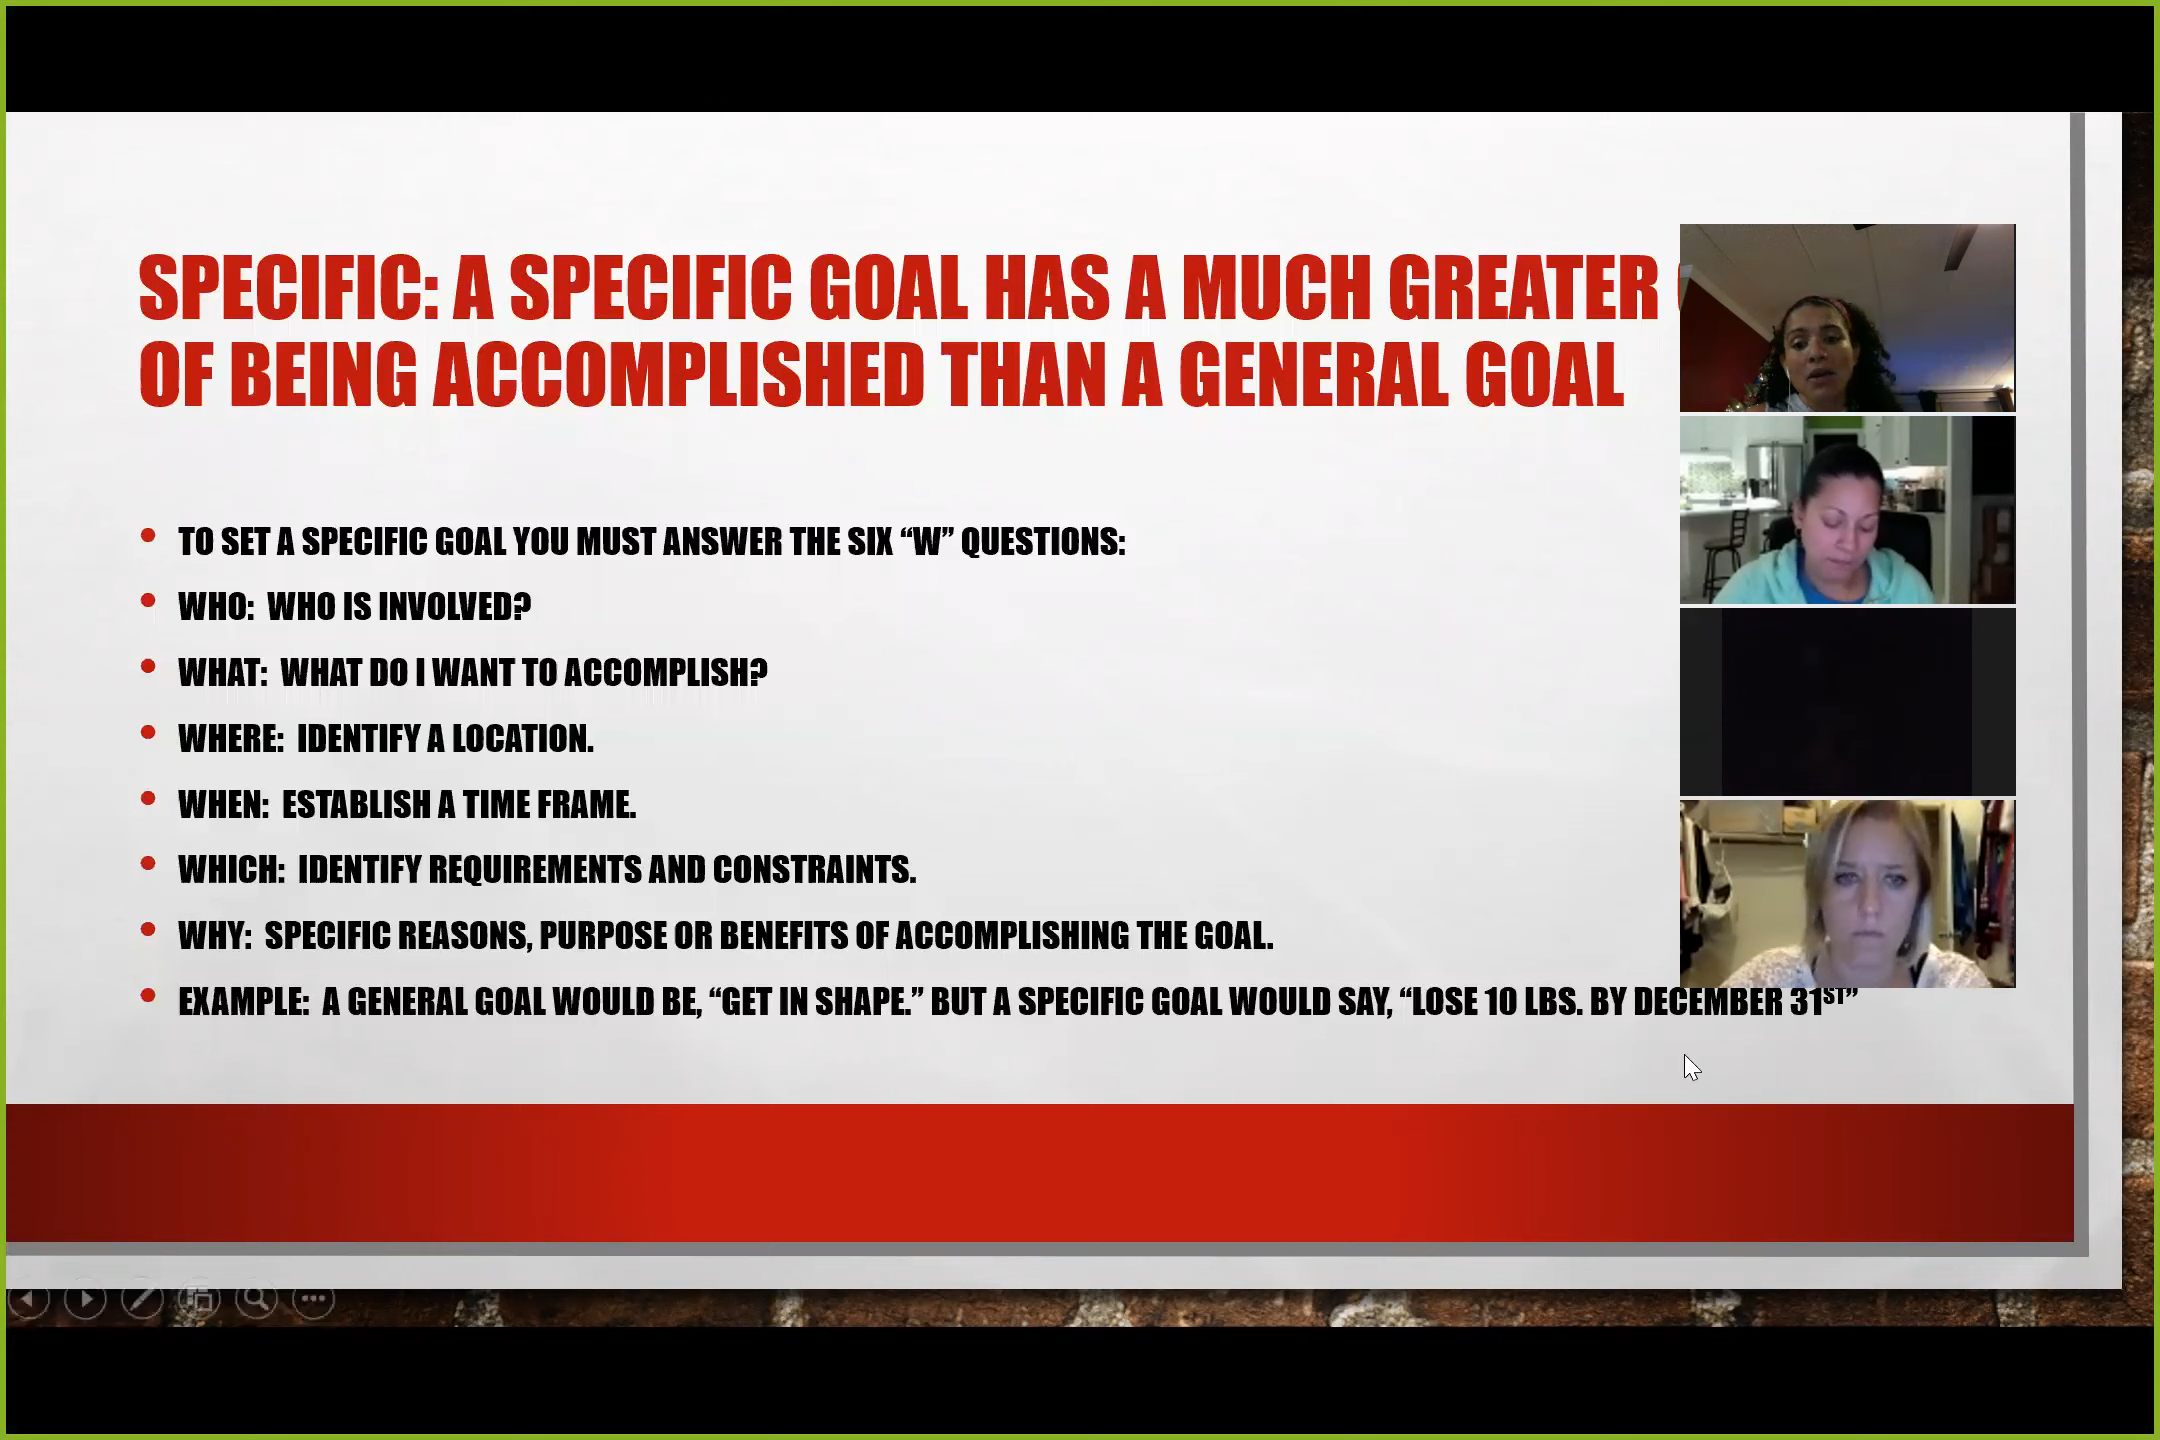 SPECIFIC: A SPECIFIC GOAL HAS A MUCH GREATER
OF BEING ACCOMPLISHED THAN A GENERAL GOAL
• TO SET A SPECIFIC GOAL YOU MUST ANSWER THE SIX “W” QUESTIONS:
• WHO: WHO IS INVOLVED?
• WHAT: WHAT DO I WANT TO ACCOMPLISH?
• WHERE: IDENTIFY A LOCATION.
• WHEN: ESTABLISH A TIME FRAME.
• WHICH: IDENTIFY REQUIREMENTS AND CONSTRAINTS.
• WHY: SPECIFIC REASONS, PURPOSE OR BENEFITS OF ACCOMPLISHING THE GOAL.
• EXAMPLE: A GENERAL GOAL WOULD BE, “GET IN SHAPE.” BUT A SPECIFIC GOAL WOULD SAY, “LOSE 10 LBS. BY DECEMBER 31ST”